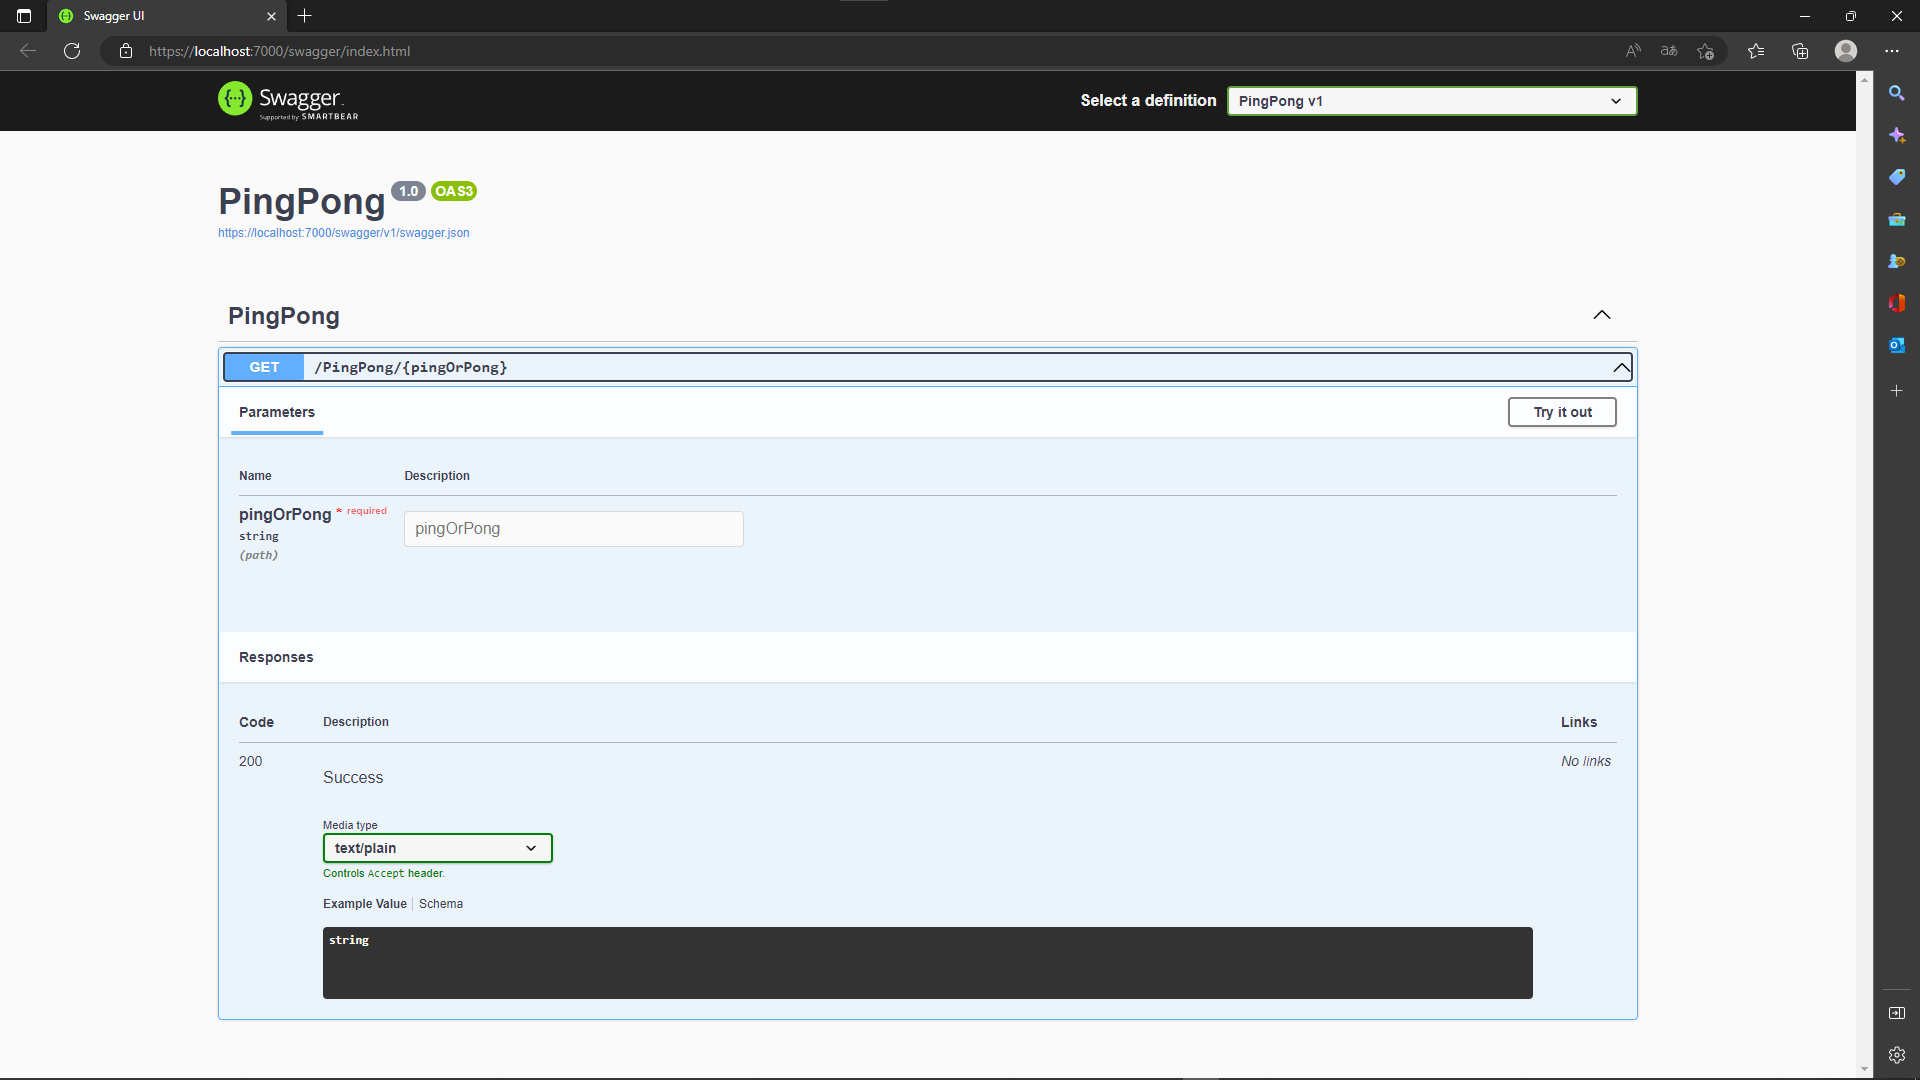 Swagger UI
https://localhost:7000/swagger/index.html
Swagger.
Supported by SMARTBEAR
Select a definition
PingPong v1
PingPong 1.0 OAS3
https://localhost:7000/swagger/v1/swagger.json
PingPong
GET /PingPong/{pingOrPong}
Parameters
Try it out
Name Description
pingOrPong * required
string
(path)
pingOrPong
Responses
Code Description Links
200
Success
No links
Media type
text/plain
Controls Accept header.
Example Value Schema
string